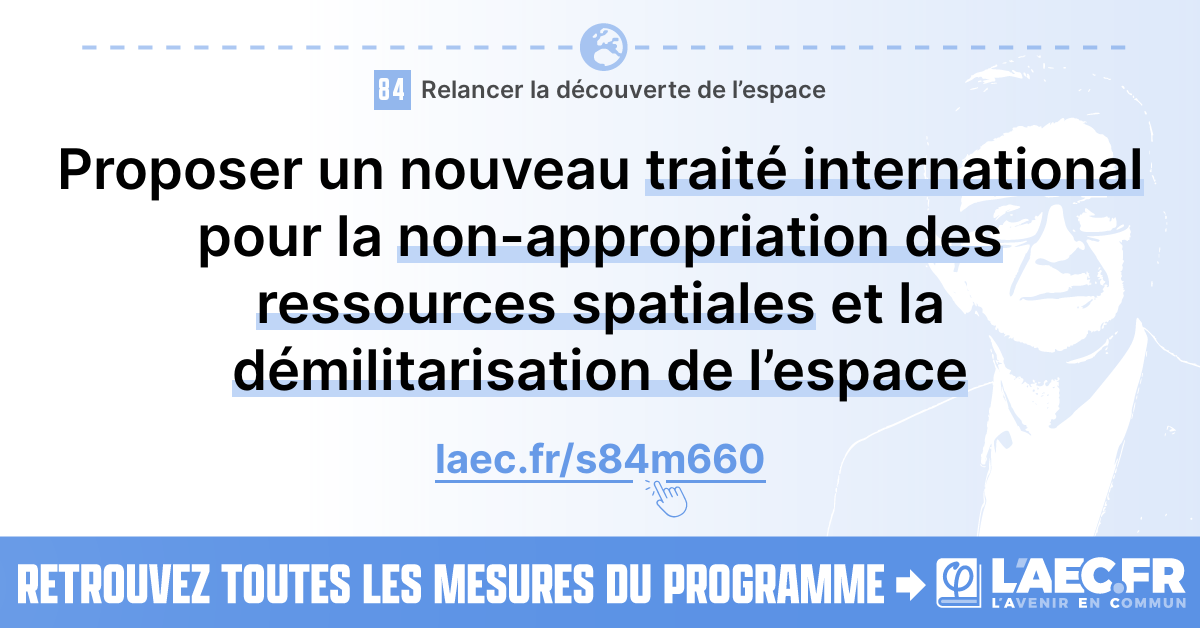 84 Relancer la découverte de l’espace
Proposer un nouveau traité international
pour la non-appropriation des
ressources spatiales et la
démilitarisation de l’espace
laec.fr/s84m660
RETROUVEZ TOUTES LES MESURES DU PROGRAMME
φ L'AEC.FR
L'AVENIR EN COMMUN